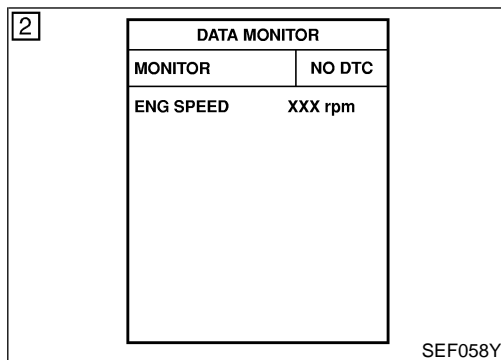 2
DATA MONITOR
MONITOR NO DTC
ENG SPEED XXX rpm
SEF058Y